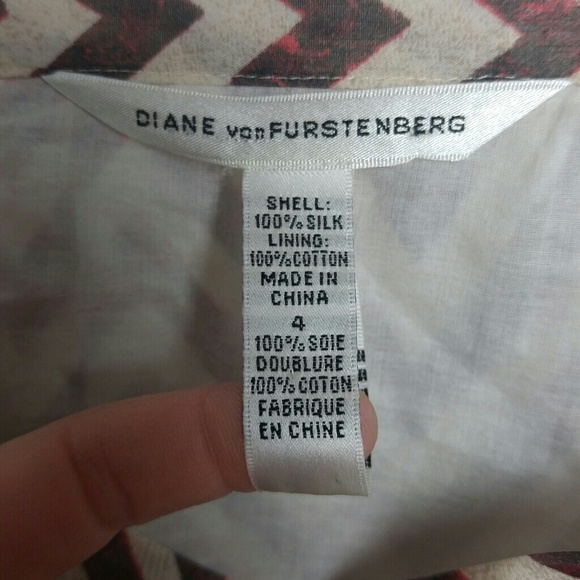 DIANE von FURSTENBERG
SHELL:
100% SILK
LINING:
100% COTTON
MADE IN
CHINA
4
100% SOIE
DOUBLURE
100% COTON
FABRIQUE
EN CHINE